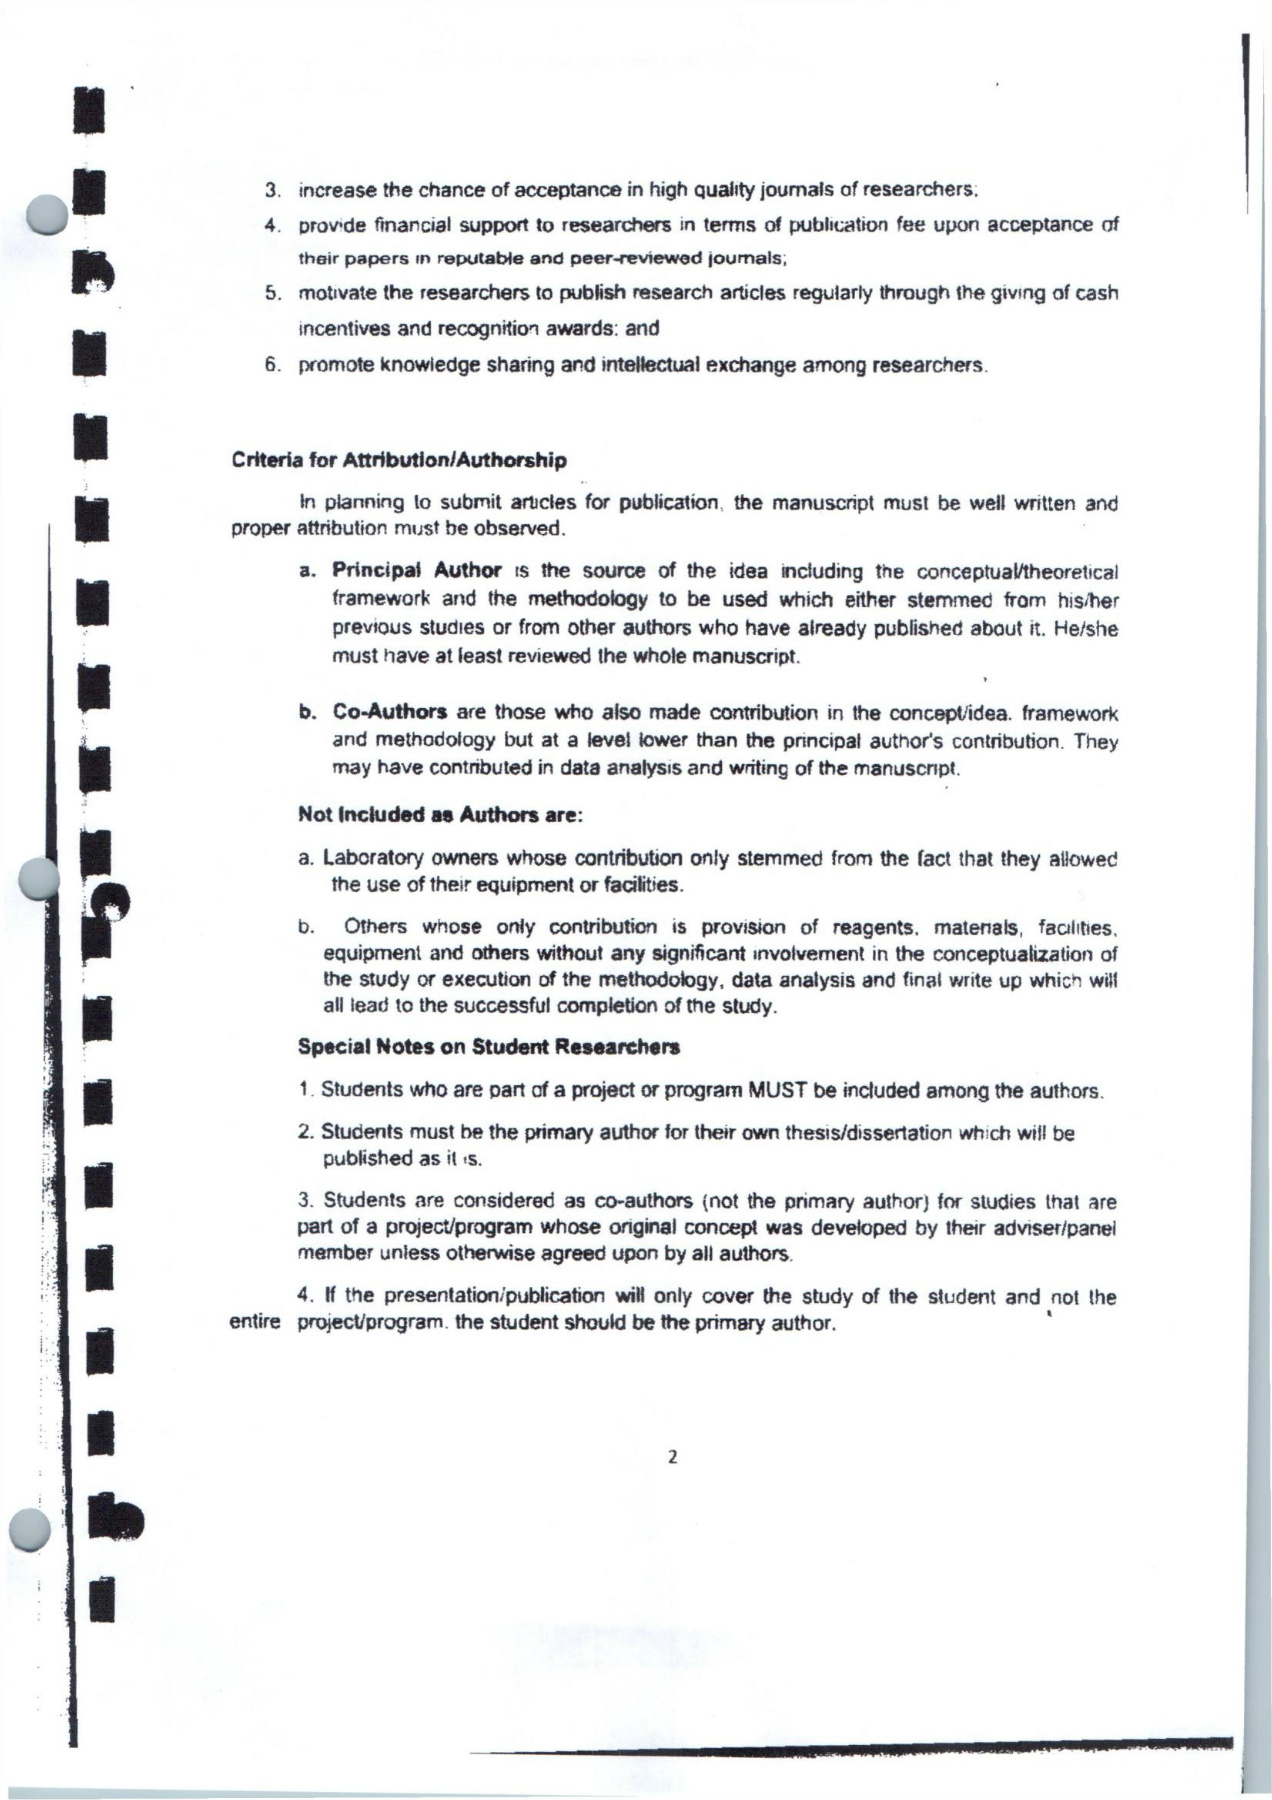 3. increase the chance of acceptance in high quality journals of researchers;
4. provide financial support to researchers in terms of publication fee upon acceptance of
their papers in reputable and peer-reviewed journals;
5. motivate the researchers to publish research articles regularly through the giving of cash
incentives and recognition awards; and
6. promote knowledge sharing and intellectual exchange among researchers.
Criteria for Attribution/Authorship
In planning to submit articles for publication, the manuscript must be well written and
proper attribution must be observed.
a. Principal Author is the source of the idea including the conceptual/theoretical
framework and the methodology to be used which either stemmed from his/her
previous studies or from other authors who have already published about it. He/she
must have at least reviewed the whole manuscript.
b. Co-Authors are those who also made contribution in the concept/idea. framework
and methodology but at a level lower than the principal author's contribution. They
may have contributed in data analysis and writing of the manuscript.
Not Included as Authors are:
a. Laboratory owners whose contribution only stemmed from the fact that they allowed
the use of their equipment or facilities.
b. Others whose only contribution is provision of reagents, materials, facilities,
equipment and others without any significant involvement in the conceptualization of
the study or execution of the methodology, data analysis and final write up which will
all lead to the successful completion of the study.
Special Notes on Student Researchers
1. Students who are part of a project or program MUST be included among the authors.
2. Students must be the primary author for their own thesis/dissertation which will be
published as it is.
3. Students are considered as co-authors (not the primary author) for studies that are
part of a project/program whose original concept was developed by their adviser/panel
member unless otherwise agreed upon by all authors.
4. If the presentation/publication will only cover the study of the student and not the
entire project/program. the student should be the primary author.
2